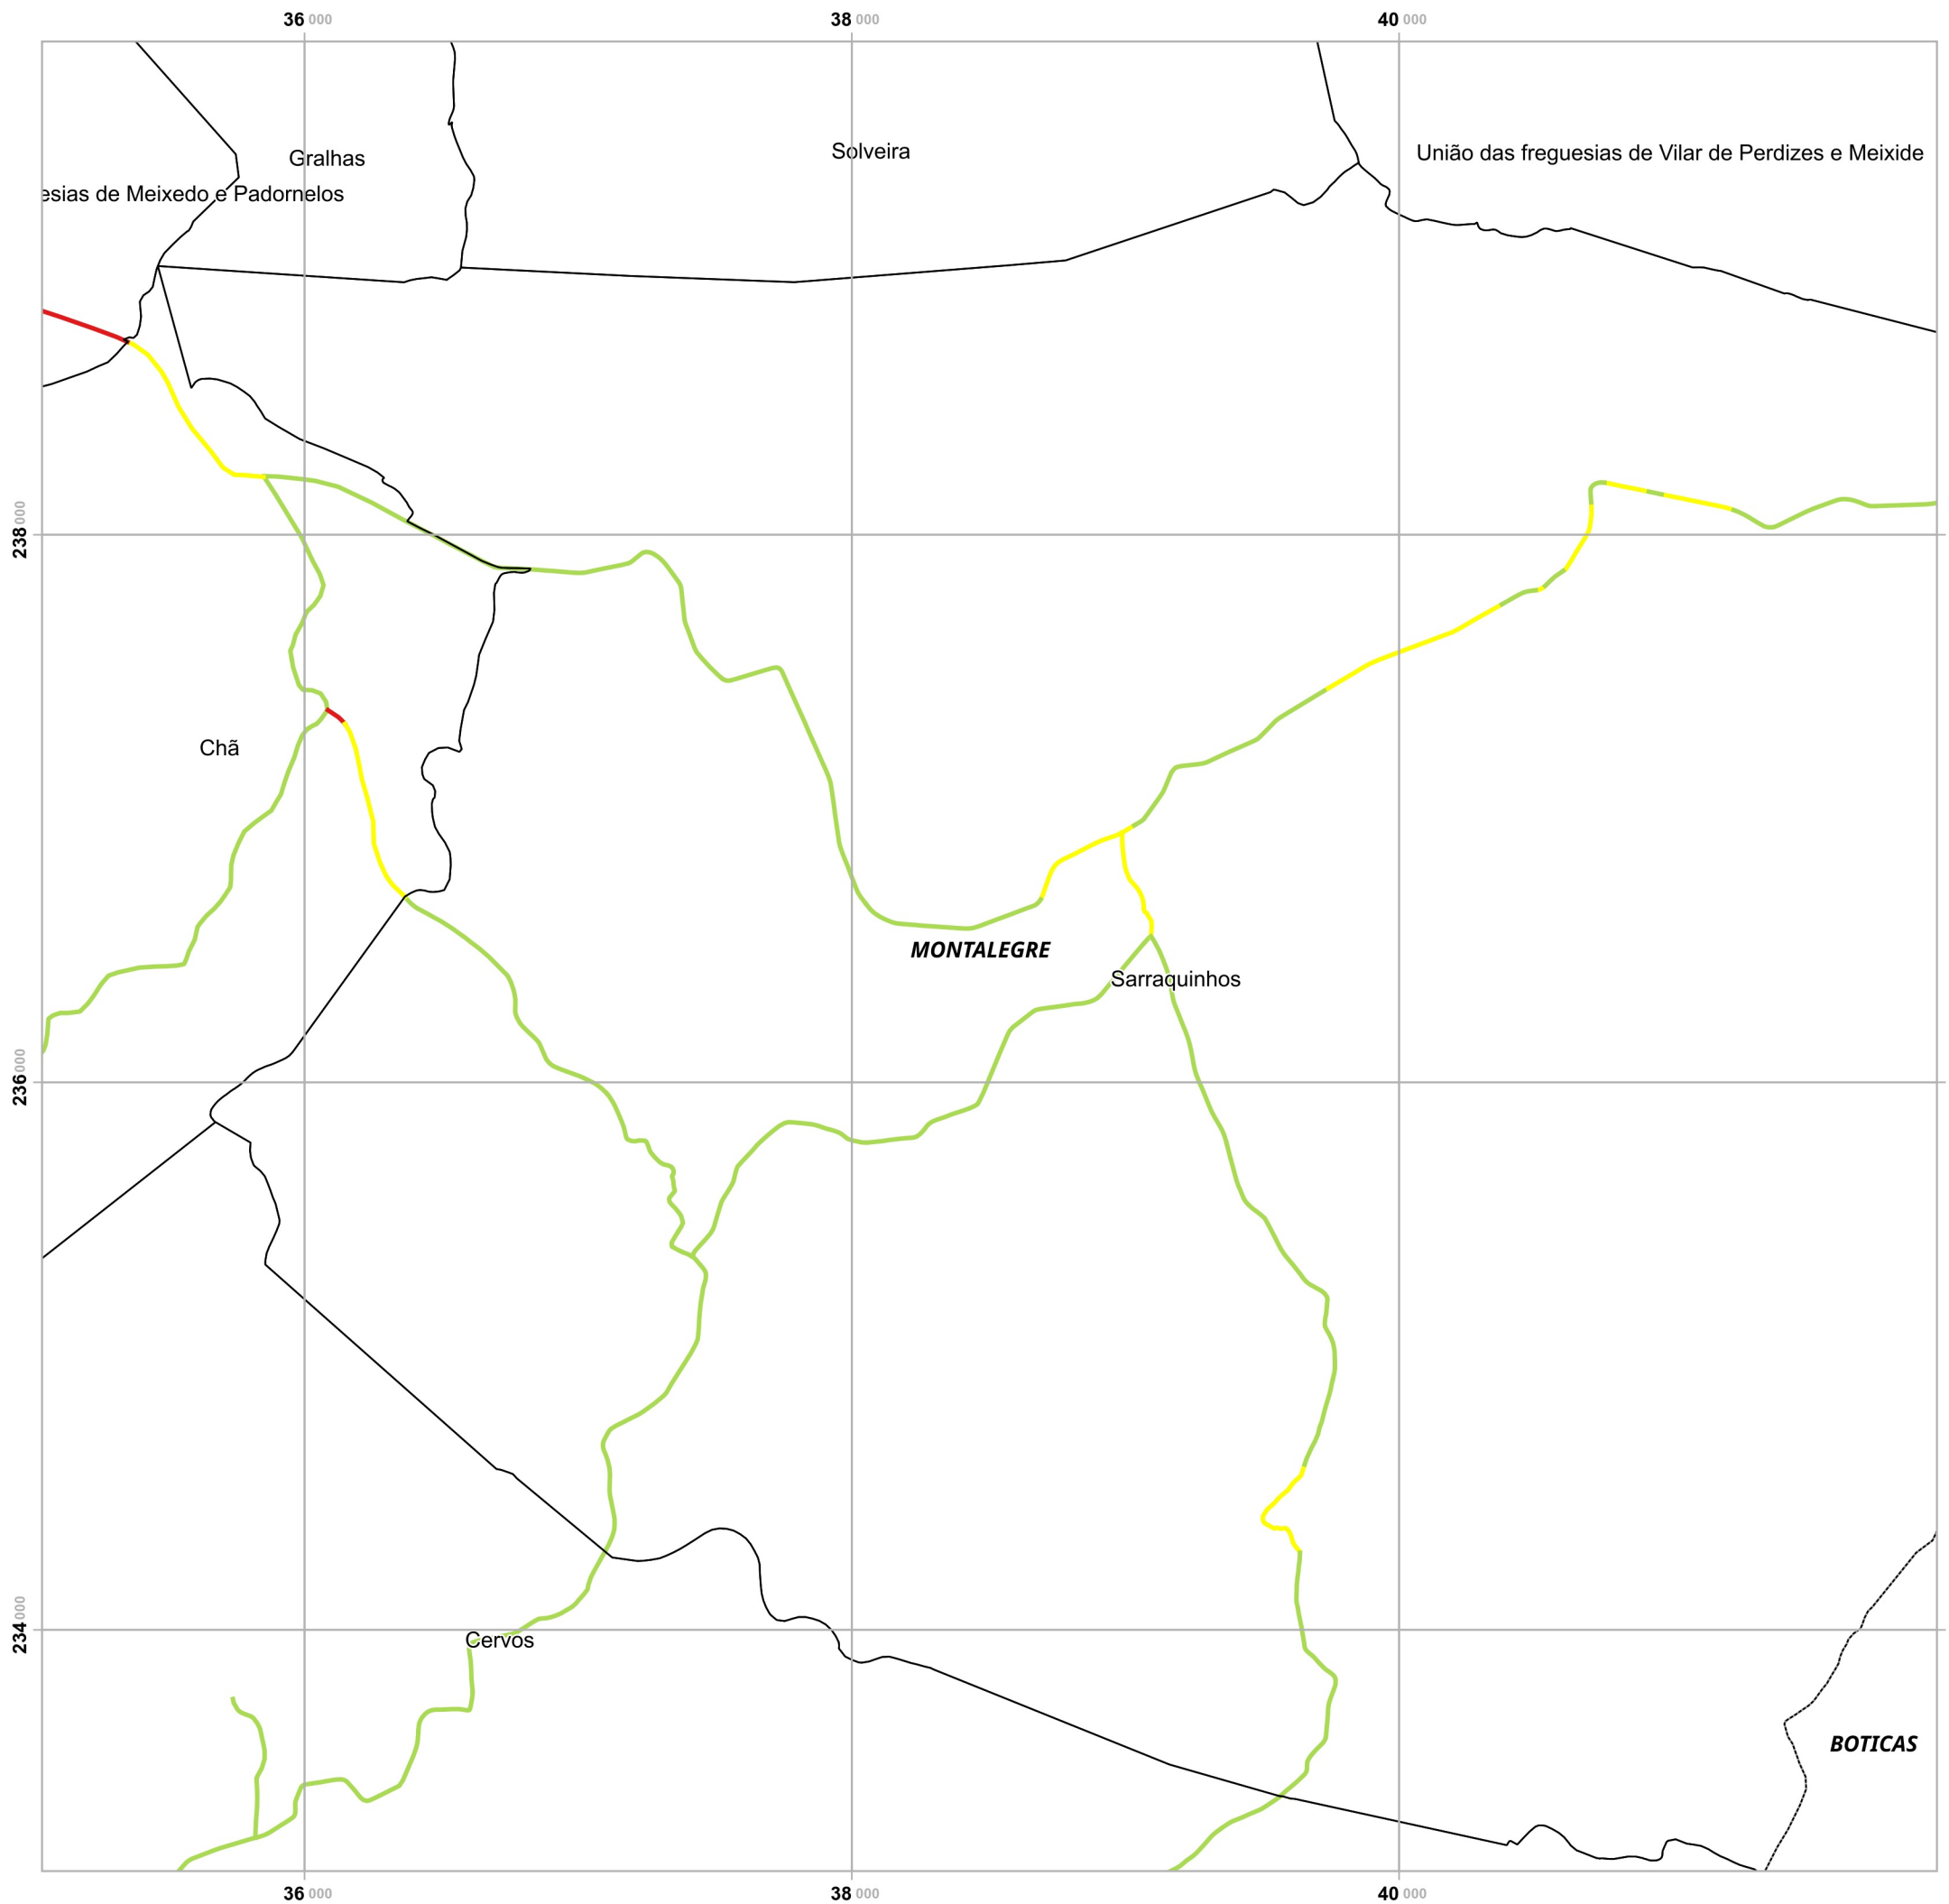 36 000
38 000
40 000
Solveira
União das freguesias de Vilar de Perdizes e Meixide
Gralhas
esias de Meixedo e Padornelos
238 000
Chã
MONTALEGRE
Sarraquinhos
236 000
234 000
Cervos
BOTICAS
36 000
38 000
40 000